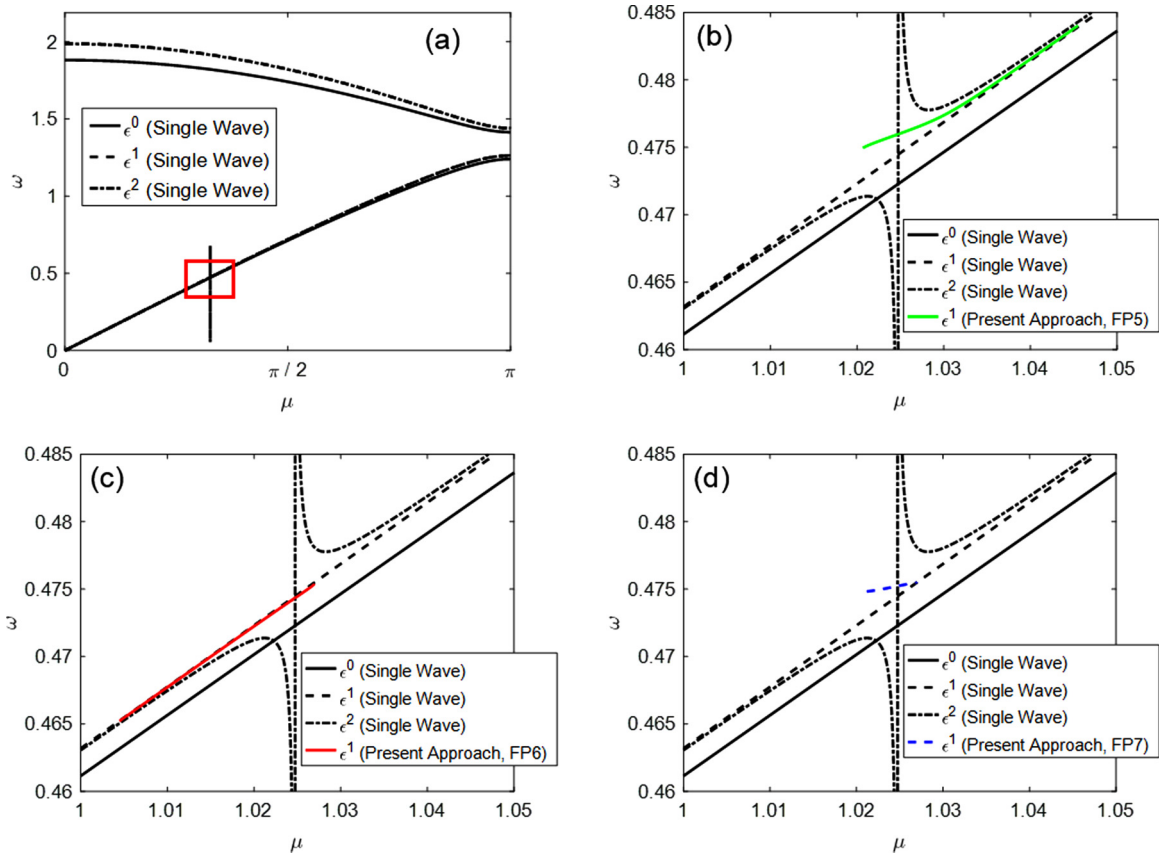 (a)
2
1.5
1
0.5
0
ω
ϵ⁰ (Single Wave)
ϵ¹ (Single Wave)
ϵ² (Single Wave)
0
π / 2
π
μ
(b)
0.485
0.48
0.475
0.47
0.465
0.46
ω
ϵ⁰ (Single Wave)
ϵ¹ (Single Wave)
ϵ² (Single Wave)
ϵ¹ (Present Approach, FP5)
1
1.01
1.02
1.03
1.04
1.05
μ
(c)
0.485
0.48
0.475
0.47
0.465
0.46
ω
ϵ⁰ (Single Wave)
ϵ¹ (Single Wave)
ϵ² (Single Wave)
ϵ¹ (Present Approach, FP6)
1
1.01
1.02
1.03
1.04
1.05
μ
(d)
0.485
0.48
0.475
0.47
0.465
0.46
ω
ϵ⁰ (Single Wave)
ϵ¹ (Single Wave)
ϵ² (Single Wave)
ϵ¹ (Present Approach, FP7)
1
1.01
1.02
1.03
1.04
1.05
μ